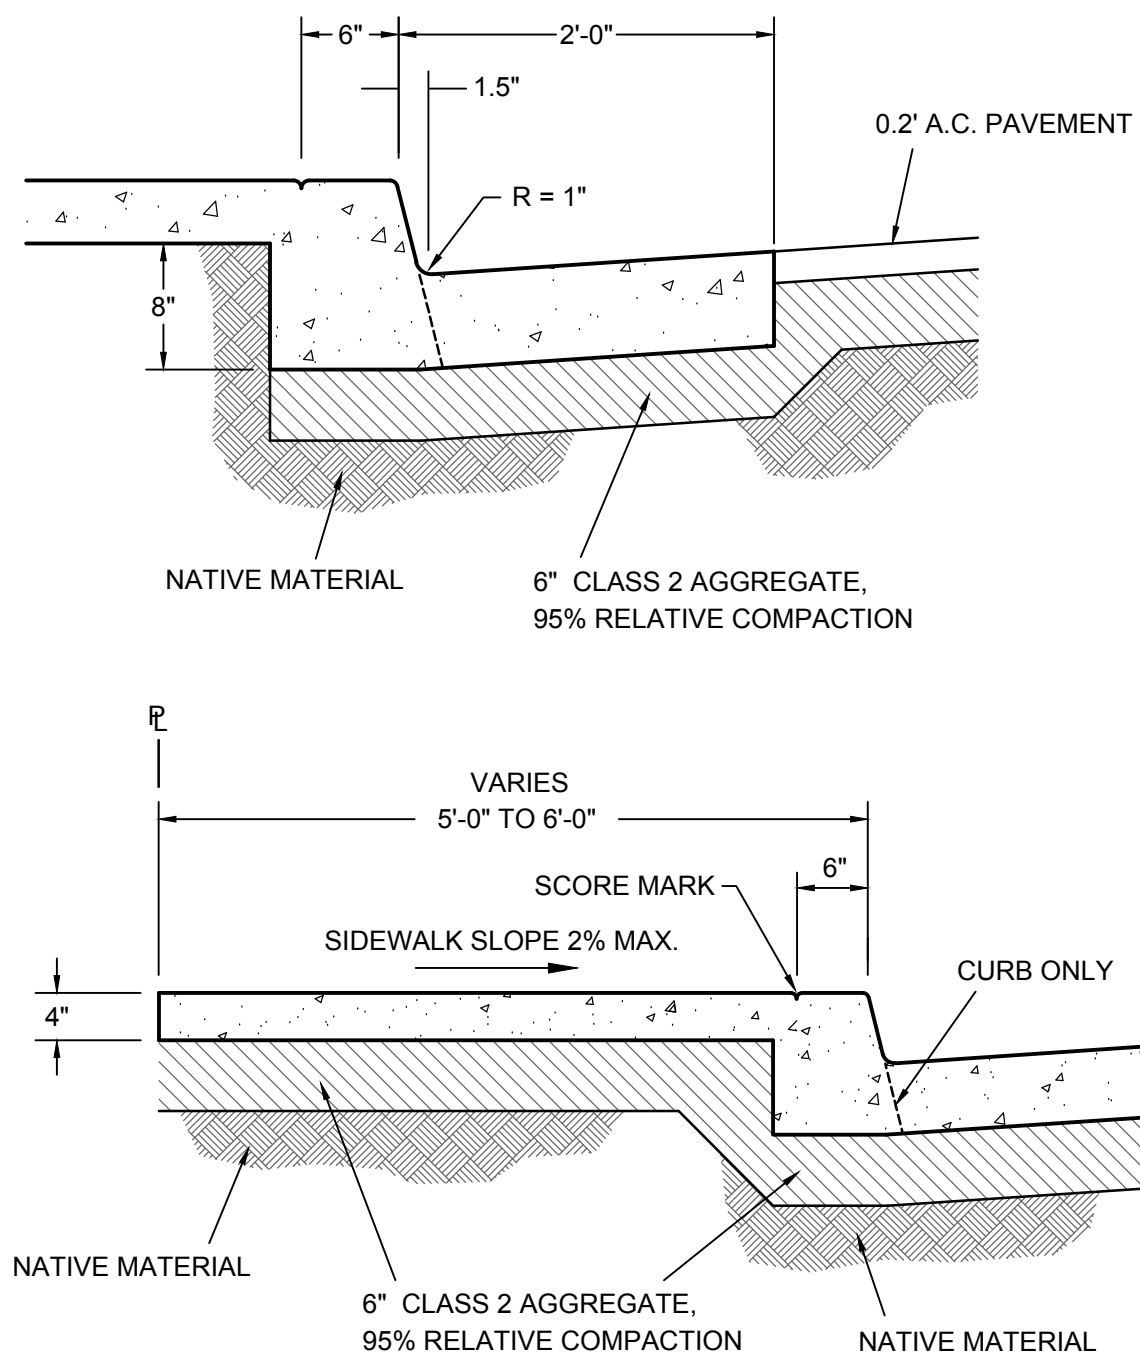 6" 2'-0"
1.5"
0.2' A.C. PAVEMENT
R = 1"
8"
NATIVE MATERIAL
6" CLASS 2 AGGREGATE,
95% RELATIVE COMPACTION
PL
VARIES
5'-0" TO 6'-0"
6"
SCORE MARK
SIDEWALK SLOPE 2% MAX.
CURB ONLY
4"
NATIVE MATERIAL
6" CLASS 2 AGGREGATE,
95% RELATIVE COMPACTION
NATIVE MATERIAL